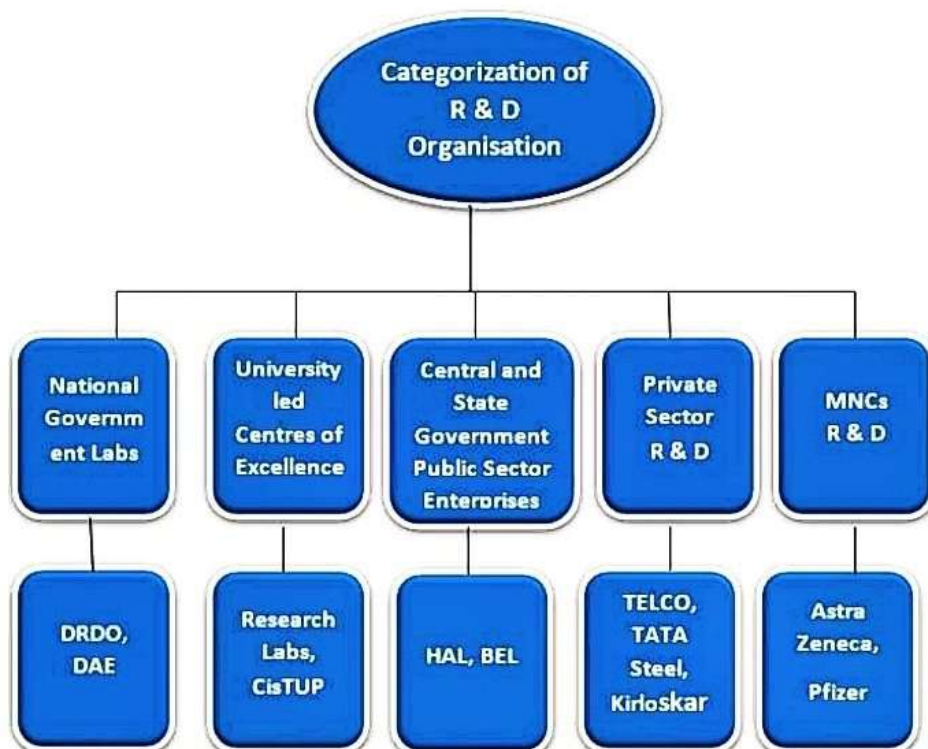 Categorization of
R & D
Organisation
National
Governm
ent Labs
University
led
Centres of
Excellence
Central and
State
Government
Public Sector
Enterprises
Private
Sector
R & D
MNCs
R & D
DRDO,
DAE
Research
Labs,
CisTUP
HAL, BEL
TELCO,
TATA
Steel,
Kirloskar
Astra
Zeneca,
Pfizer